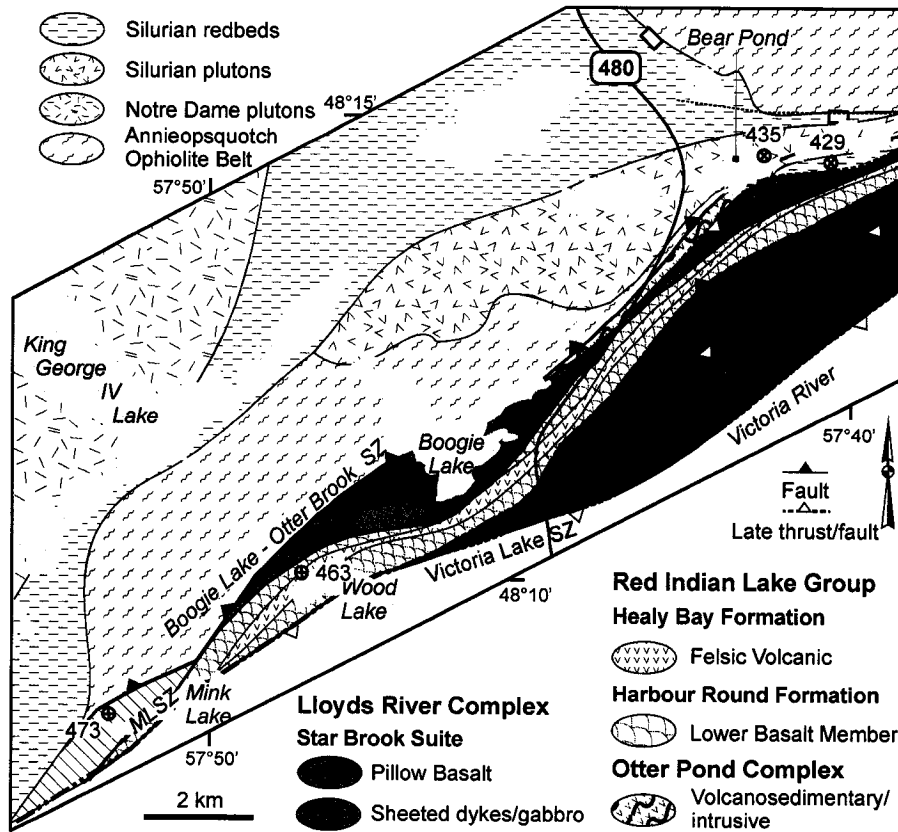 Silurian redbeds
Silurian plutons
Notre Dame plutons
Annieopsquotch
Ophiolite Belt
48°15'
57°50'
480
Bear Pond
435
429
King
George
IV
Lake
Boogie
Lake
Boogie Lake - Otter Brook SZ
Victoria River
57°40'
Fault
Late thrust/fault
463
Wood
Lake
Victoria Lake SZ
48°10'
473
MLSZ
Mink
Lake
57°50'
2 km
Lloyds River Complex
Star Brook Suite
Pillow Basalt
Sheeted dykes/gabbro
Red Indian Lake Group
Healy Bay Formation
Felsic Volcanic
Harbour Round Formation
Lower Basalt Member
Otter Pond Complex
Volcanosedimentary/
intrusive